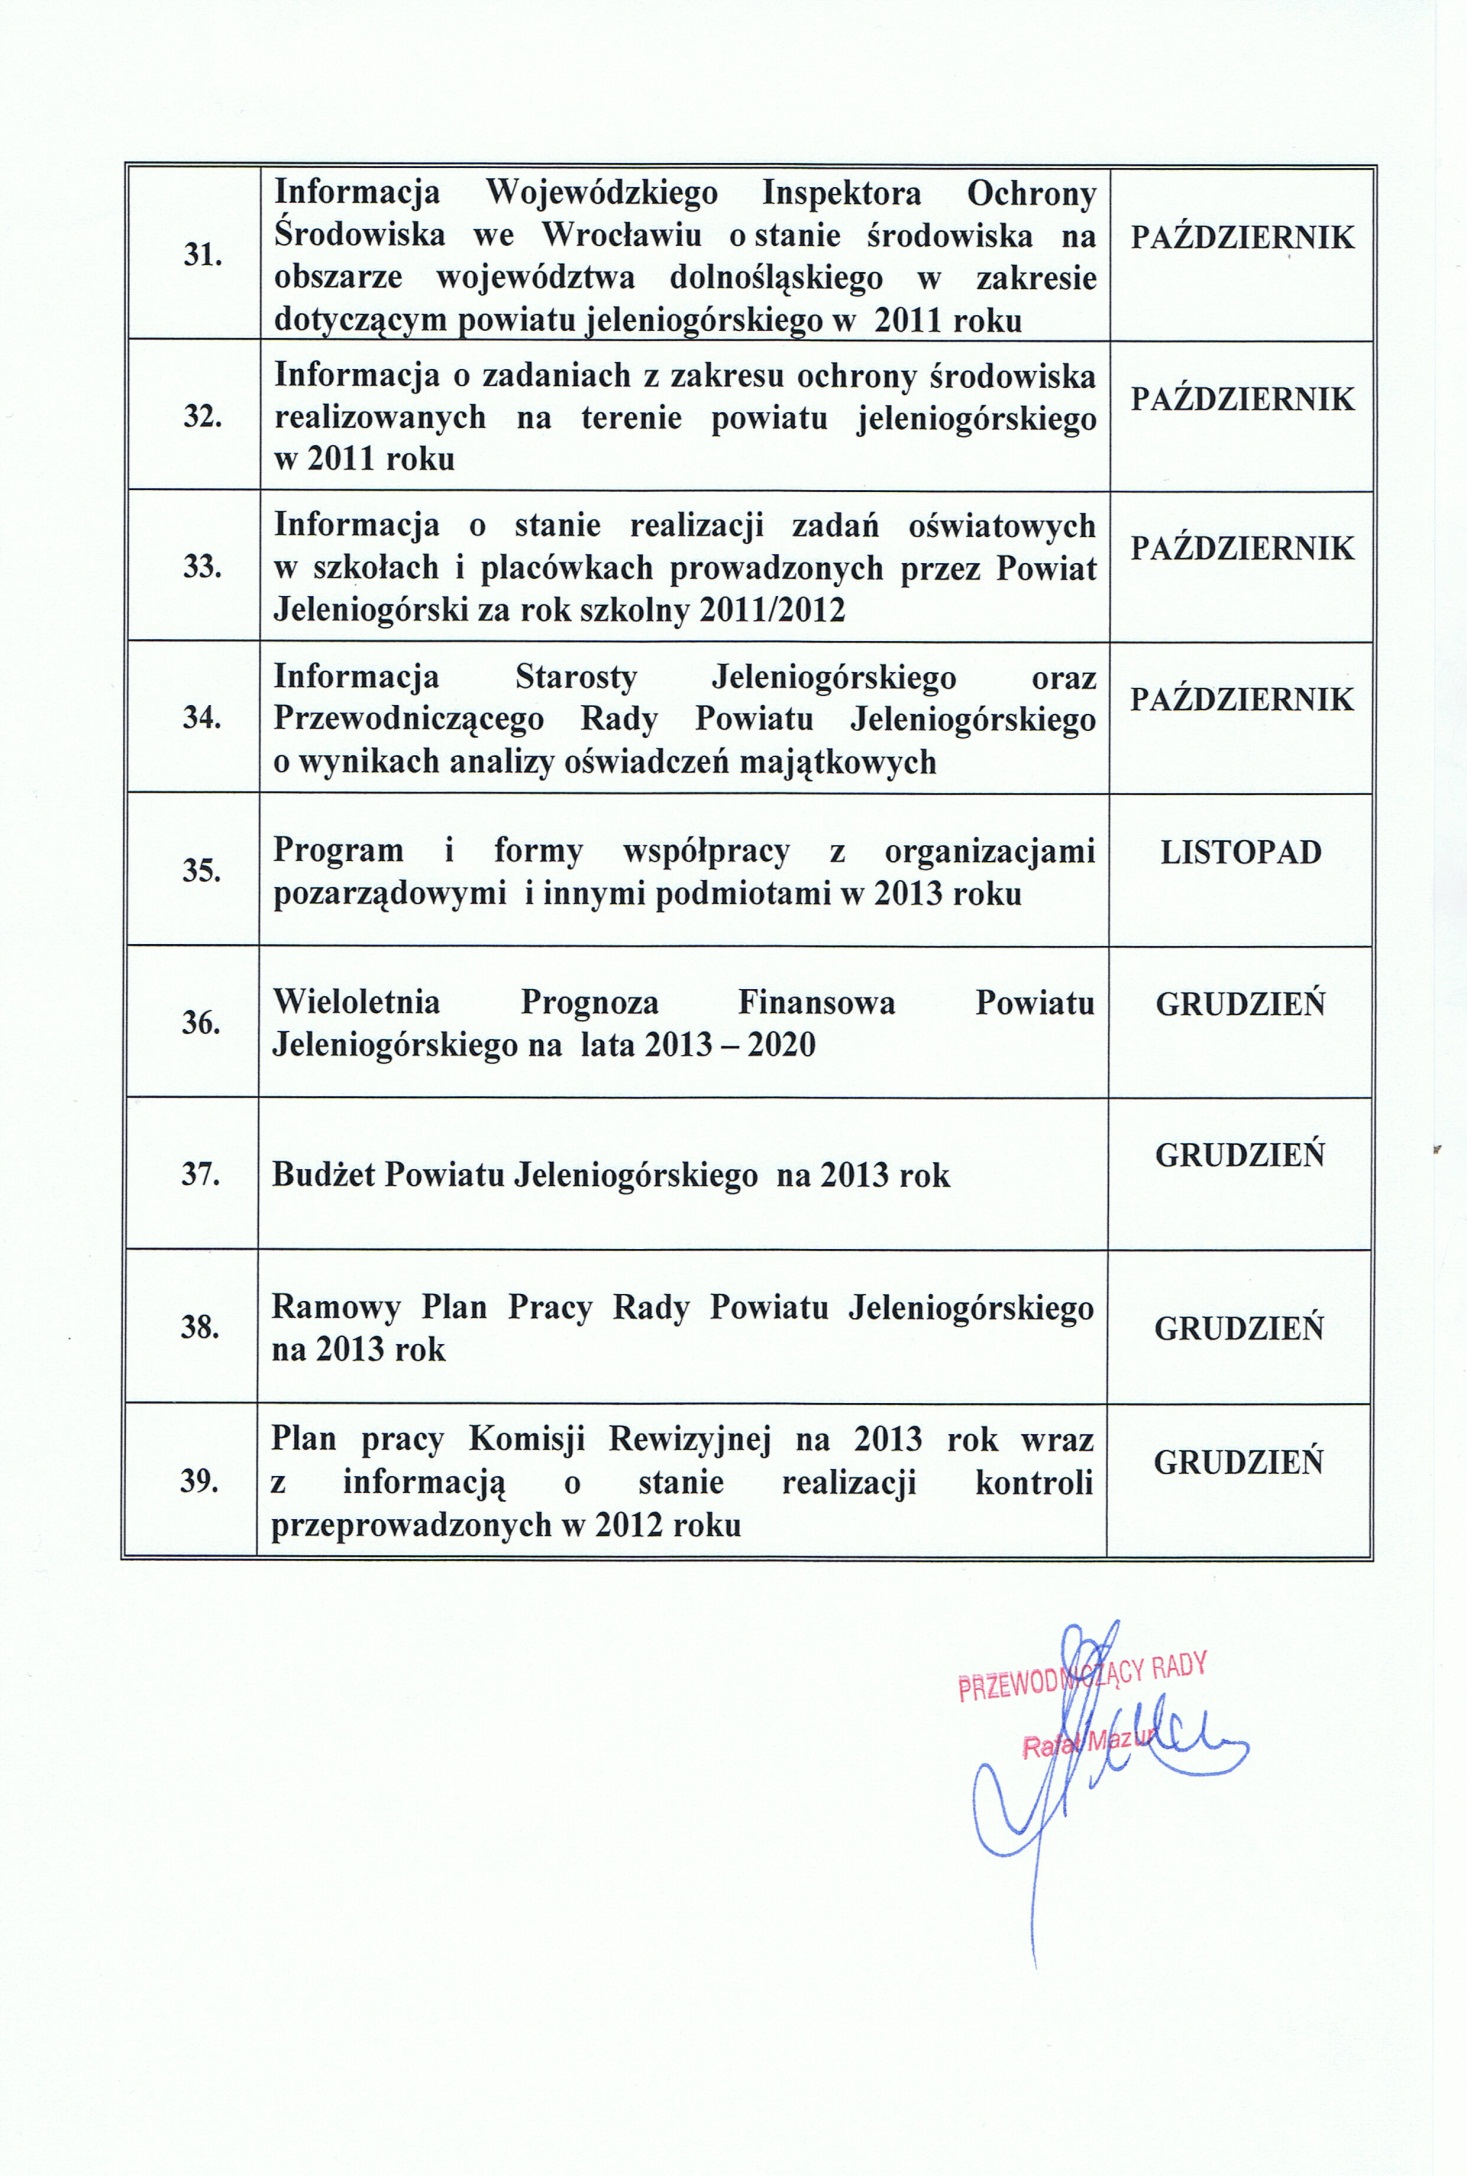 31.
Informacja Wojewódzkiego Inspektora Ochrony
Środowiska we Wrocławiu o stanie środowiska na
obszarze województwa dolnośląskiego w zakresie
dotyczącym powiatu jeleniogórskiego w 2011 roku
PAŹDZIERNIK
32.
Informacja o zadaniach z zakresu ochrony środowiska
realizowanych na terenie powiatu jeleniogórskiego
w 2011 roku
PAŹDZIERNIK
33.
Informacja o stanie realizacji zadań oświatowych
w szkołach i placówkach prowadzonych przez Powiat
Jeleniogórski za rok szkolny 2011/2012
PAŹDZIERNIK
34.
Informacja Starosty Jeleniogórskiego oraz
Przewodniczącego Rady Powiatu Jeleniogórskiego
o wynikach analizy oświadczeń majątkowych
PAŹDZIERNIK
35.
Program i formy współpracy z organizacjami
pozarządowymi i innymi podmiotami w 2013 roku
LISTOPAD
36.
Wieloletnia Prognoza Finansowa Powiatu
Jeleniogórskiego na lata 2013 – 2020
GRUDZIEŃ
37.
Budżet Powiatu Jeleniogórskiego na 2013 rok
GRUDZIEŃ
38.
Ramowy Plan Pracy Rady Powiatu Jeleniogórskiego
na 2013 rok
GRUDZIEŃ
39.
Plan pracy Komisji Rewizyjnej na 2013 rok wraz
z informacją o stanie realizacji kontroli
przeprowadzonych w 2012 roku
GRUDZIEŃ
PRZEWODNICZĄCY RADY
Rafał Mazur